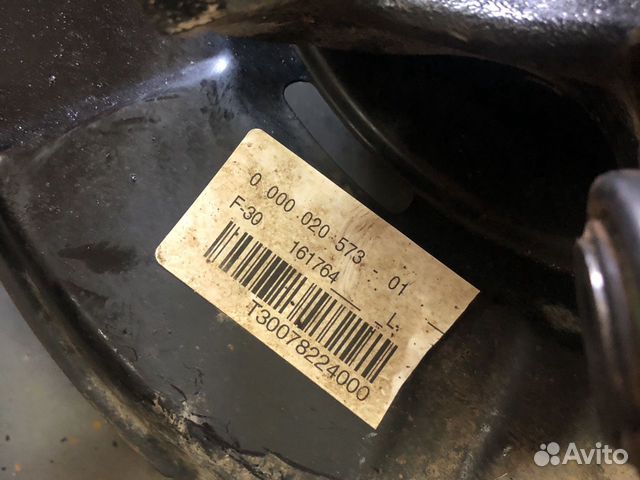 0 000 020 573 - 01
F-30 161764 L. -
T30078224000
Avito